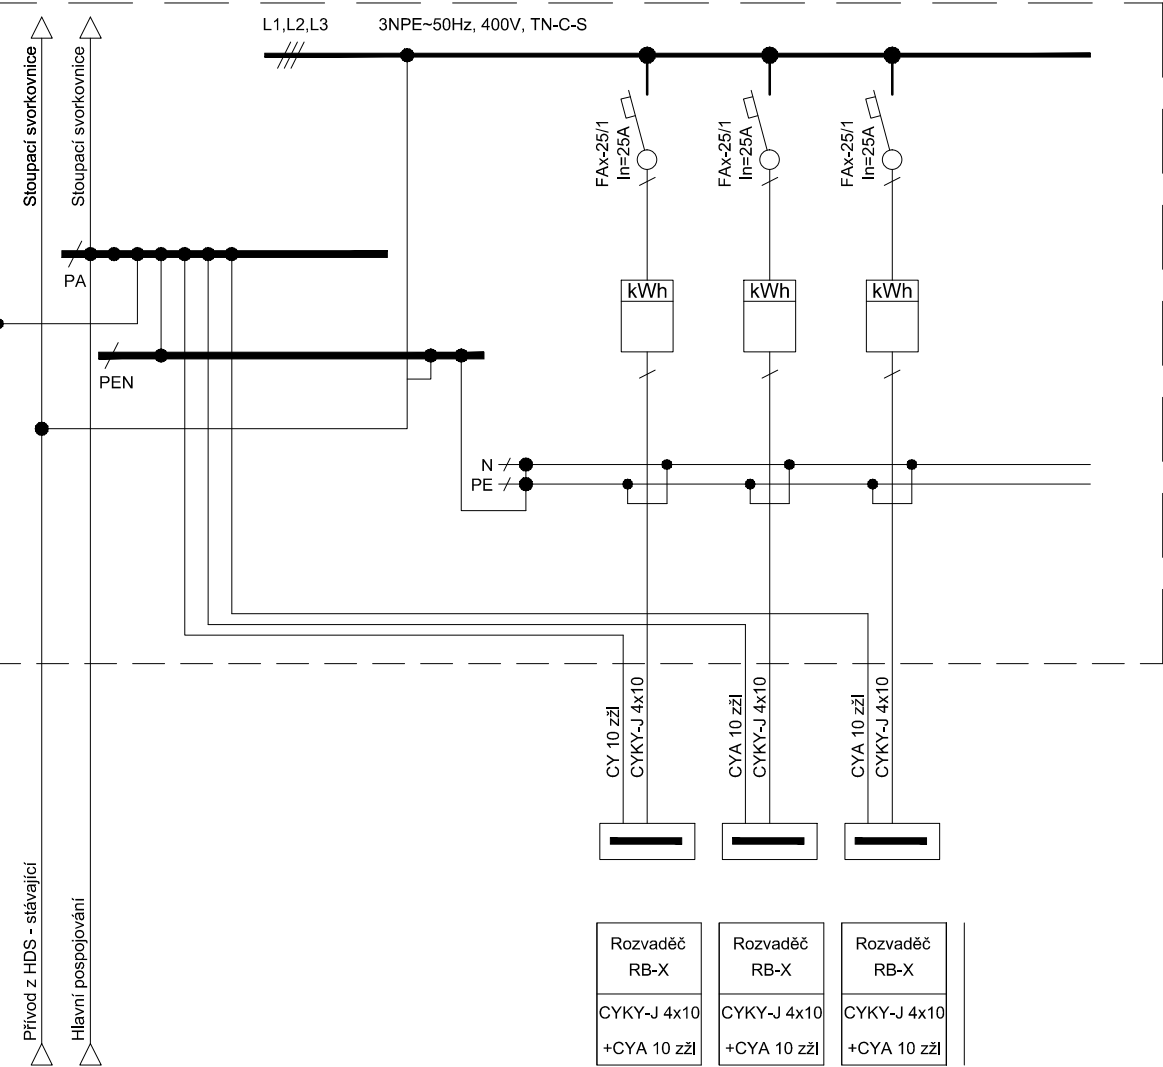 L1,L2,L3 3NPE~50Hz, 400V, TN-C-S
Stoupací svorkovnice
Stoupací svorkovnice
FAx-25/1
In=25A
FAx-25/1
In=25A
FAx-25/1
In=25A
PA
kWh
kWh
kWh
PEN
N
PE
CY 10 zžl
CYKY-J 4x10
CYA 10 zžl
CYKY-J 4x10
CYA 10 zžl
CYKY-J 4x10
Přívod z HDS - stávající
Hlavní pospojování
Rozvaděč
RB-X
CYKY-J 4x10
+CYA 10 zžl
Rozvaděč
RB-X
CYKY-J 4x10
+CYA 10 zžl
Rozvaděč
RB-X
CYKY-J 4x10
+CYA 10 zžl